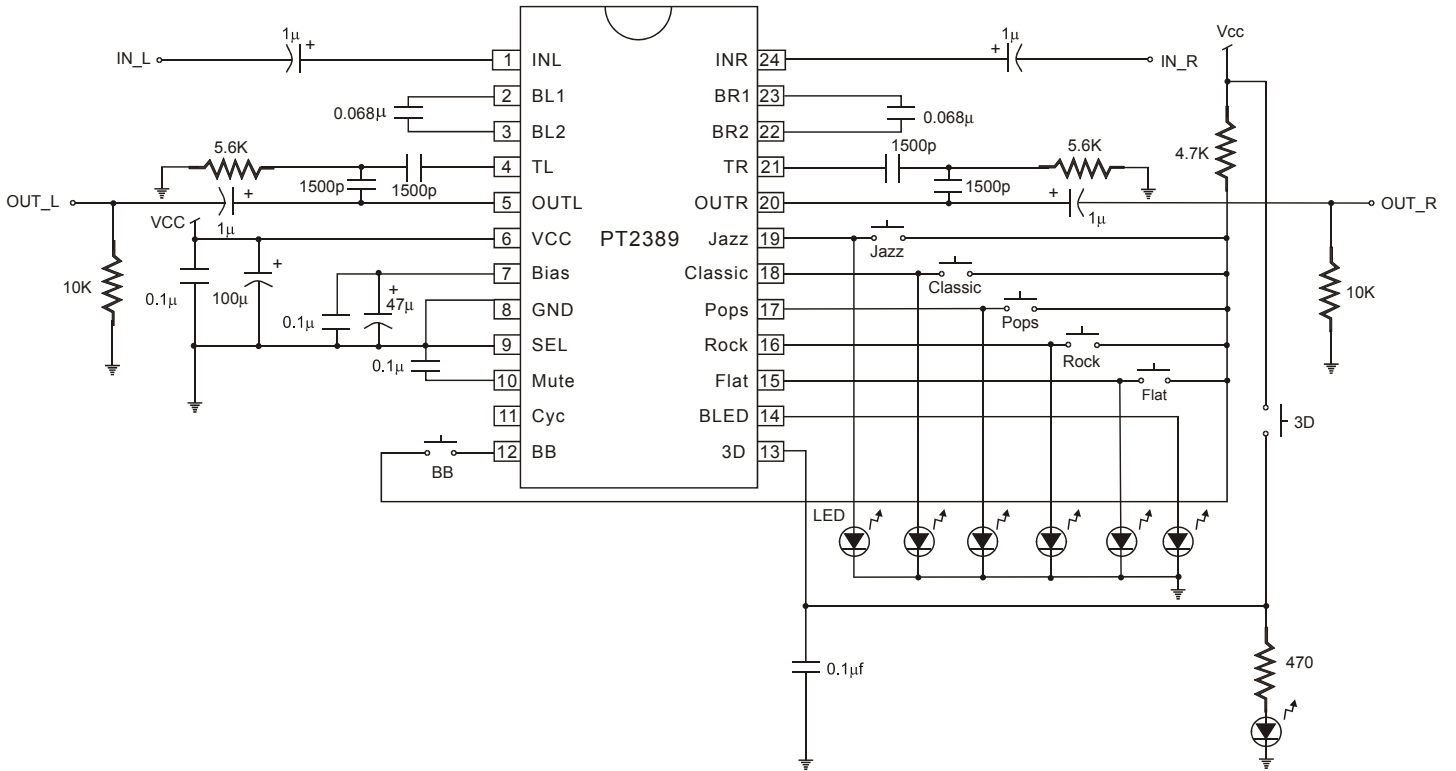 1µ +
IN_L
1 INL
2 BL1
0.068µ
3 BL2
5.6K
4 TL
1500p
1500p
OUT_L
+
1µ
5 OUTL
VCC
6 VCC
10K
0.1µ
100µ
+
7 Bias
0.1µ
+
47µ
8 GND
9 SEL
0.1µ
10 Mute
11 Cyc
12 BB
BB
PT2389
INR 24
+ 1µ
IN_R
BR1 23
0.068µ
BR2 22
1500p
5.6K
TR 21
1500p
OUTR 20
+
1µ
OUT_R
10K
Vcc
4.7K
Jazz 19
Jazz
Classic 18
Classic
Pops 17
Pops
Rock 16
Rock
Flat 15
Flat
BLED 14
3D 13
3D
LED
0.1µf
470